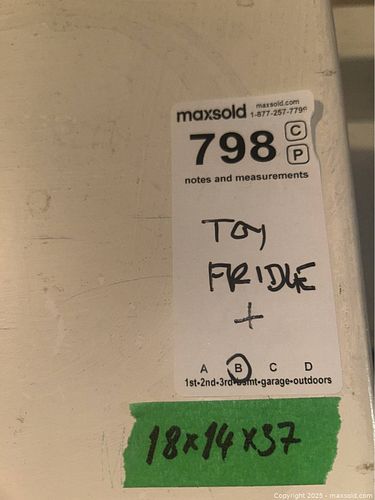 maxsold maxsold.com
1-877-257-7790
798 C
P
notes and measurements
TOY
FRIDGE
+
A B C D
1st-2nd-3rd-bsmt-garage-outdoors
18x14x37
Copyright 2025 - maxsold.com